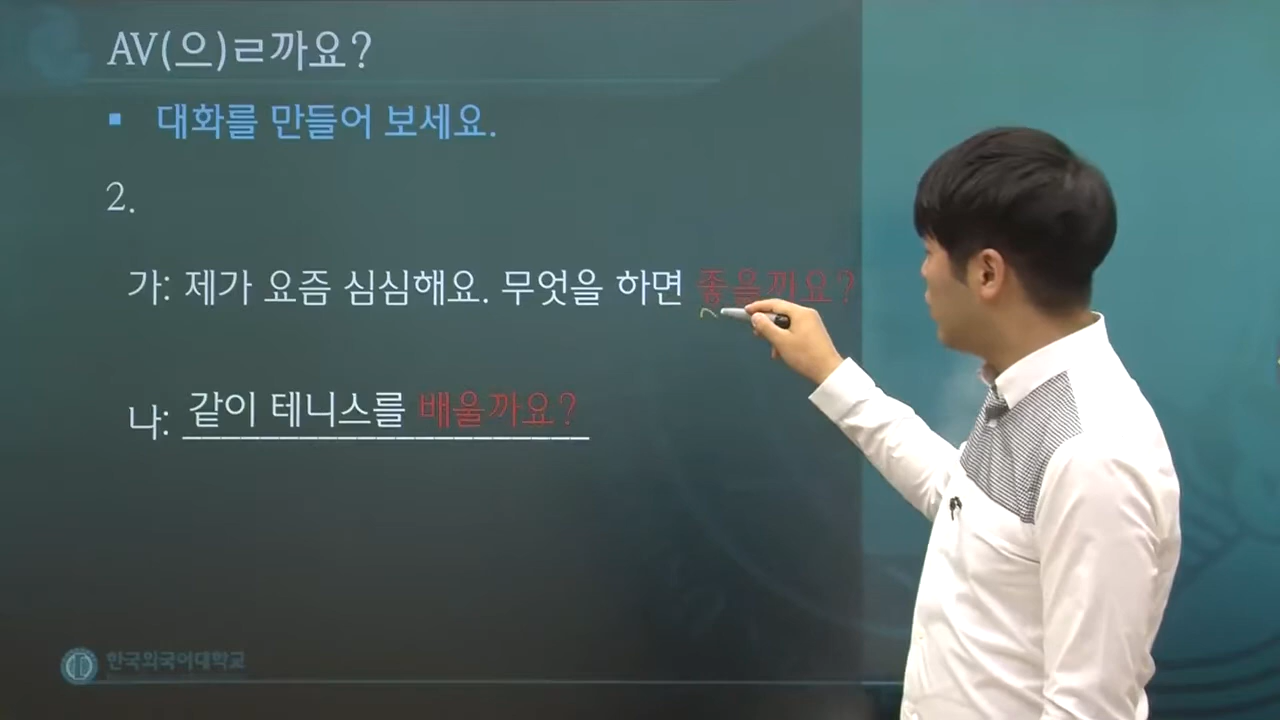 AV(으)ㄹ까요?
▪ 대화를 만들어 보세요.
2.
가: 제가 요즘 심심해요. 무엇을 하면 좋을까요?
나: 같이 테니스를 배울까요?
한국외국어대학교